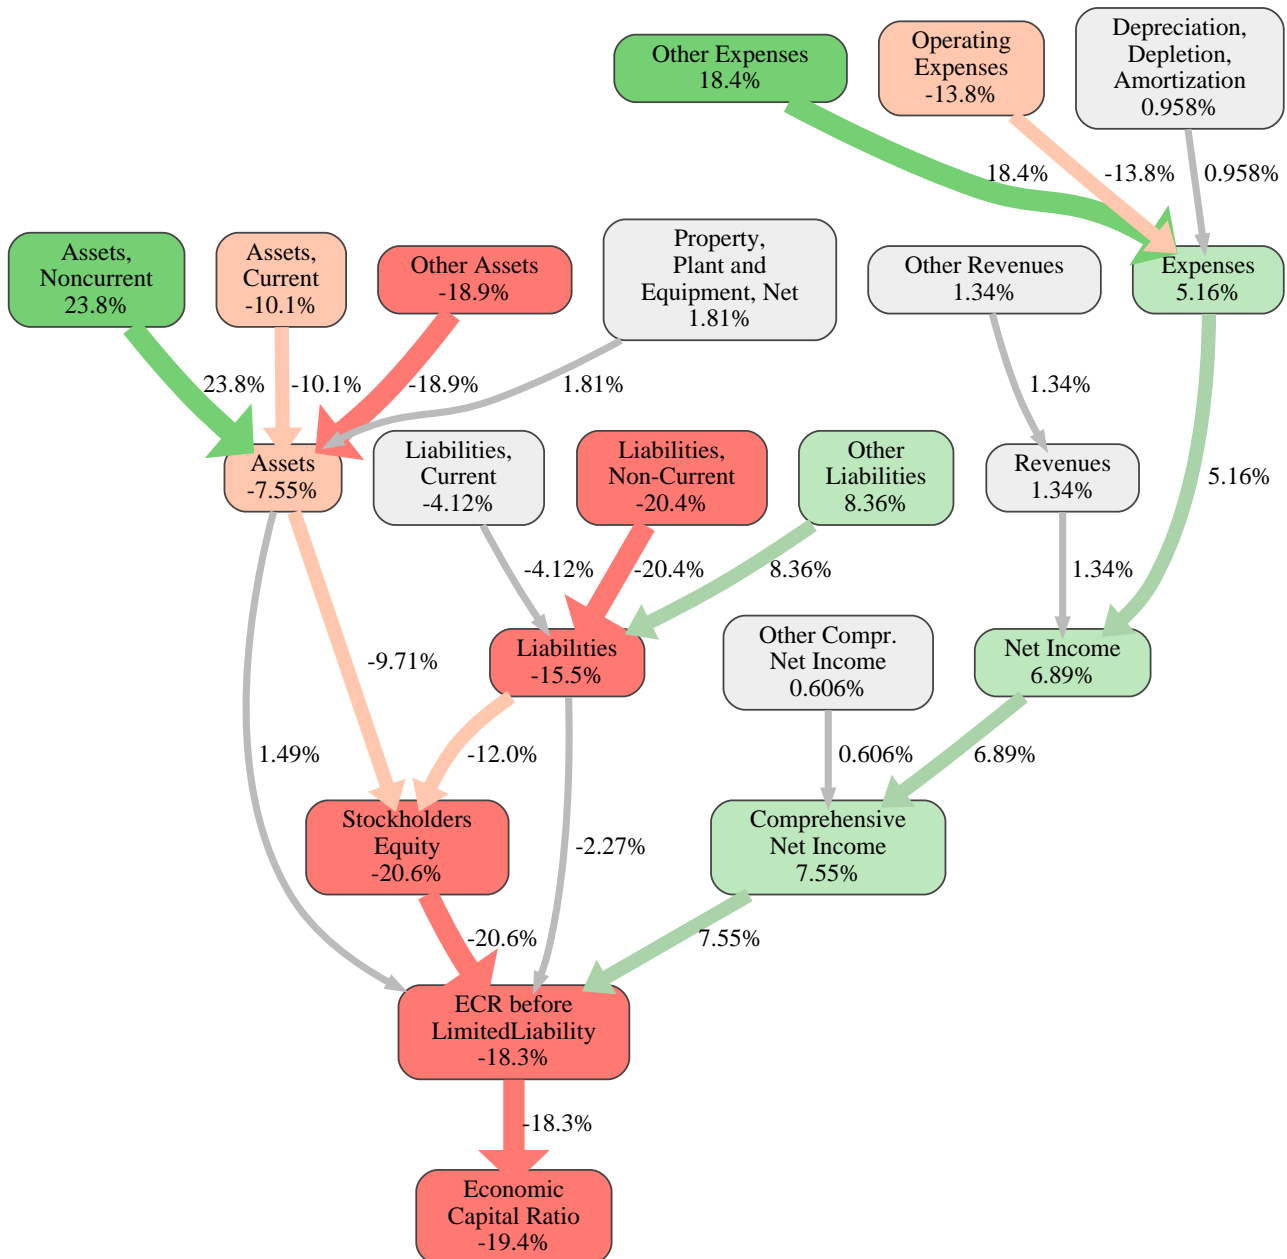 Other Expenses
18.4%
Operating
Expenses
-13.8%
Depreciation,
Depletion,
Amortization
0.958%
18.4%
-13.8%
0.958%
Assets,
Noncurrent
23.8%
Assets,
Current
-10.1%
Other Assets
-18.9%
Property,
Plant and
Equipment, Net
1.81%
Other Revenues
1.34%
Expenses
5.16%
23.8%
-10.1%
-18.9%
1.81%
1.34%
5.16%
Assets
-7.55%
Liabilities,
Current
-4.12%
Liabilities,
Non-Current
-20.4%
Other
Liabilities
8.36%
Revenues
1.34%
-4.12%
-20.4%
8.36%
1.34%
Liabilities
-15.5%
Other Compr.
Net Income
0.606%
Net Income
6.89%
-9.71%
1.49%
-12.0%
0.606%
6.89%
Stockholders
Equity
-20.6%
-2.27%
Comprehensive
Net Income
7.55%
-20.6%
7.55%
ECR before
LimitedLiability
-18.3%
-18.3%
Economic
Capital Ratio
-19.4%